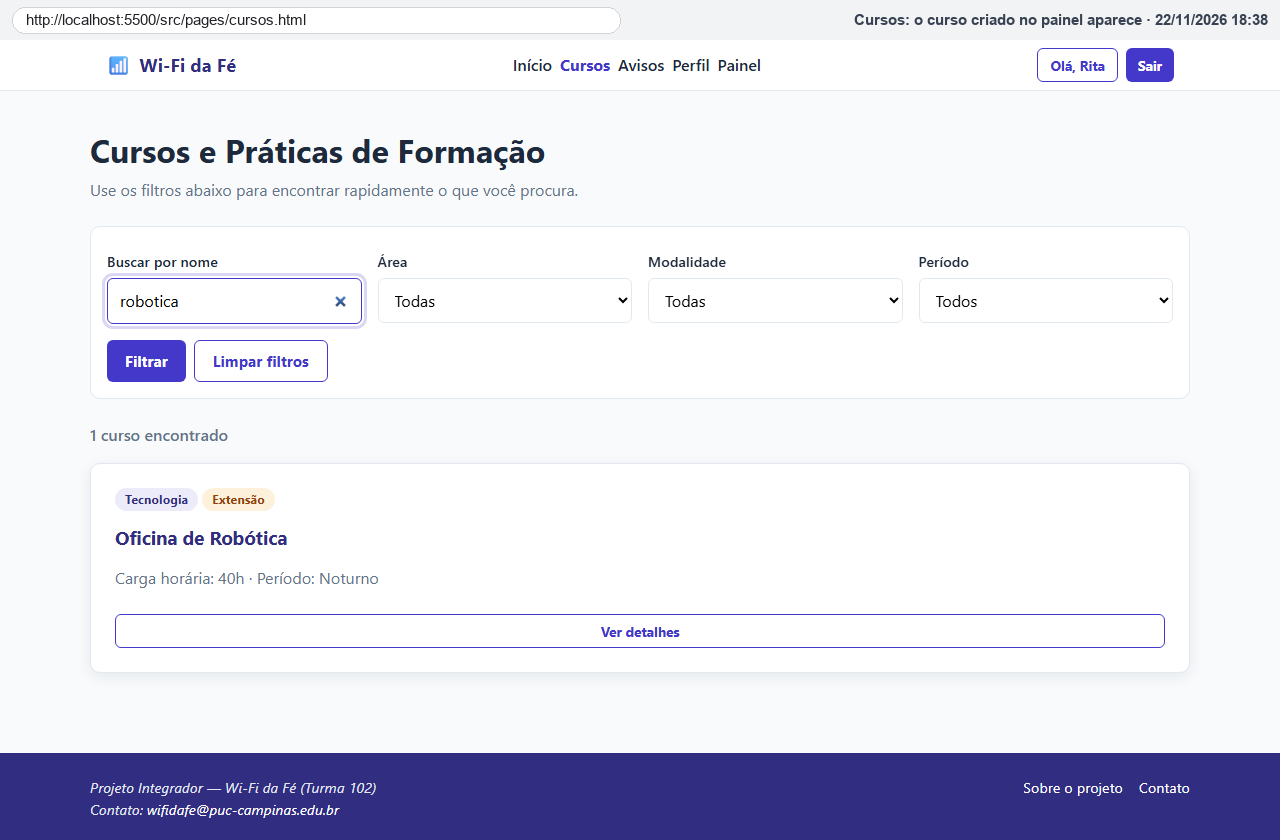 http://localhost:5500/src/pages/cursos.html
Cursos: o curso criado no painel aparece · 22/11/2026 18:38
Wi-Fi da Fé
Início Cursos Avisos Perfil Painel
Olá, Rita
Sair
Cursos e Práticas de Formação
Use os filtros abaixo para encontrar rapidamente o que você procura.
Buscar por nome
Área
Modalidade
Período
robotica
Todas
Todas
Todos
Filtrar
Limpar filtros
1 curso encontrado
Tecnologia
Extensão
Oficina de Robótica
Carga horária: 40h · Período: Noturno
Ver detalhes
Projeto Integrador — Wi-Fi da Fé (Turma 102)
Contato: wifidafe@puc-campinas.edu.br
Sobre o projeto
Contato